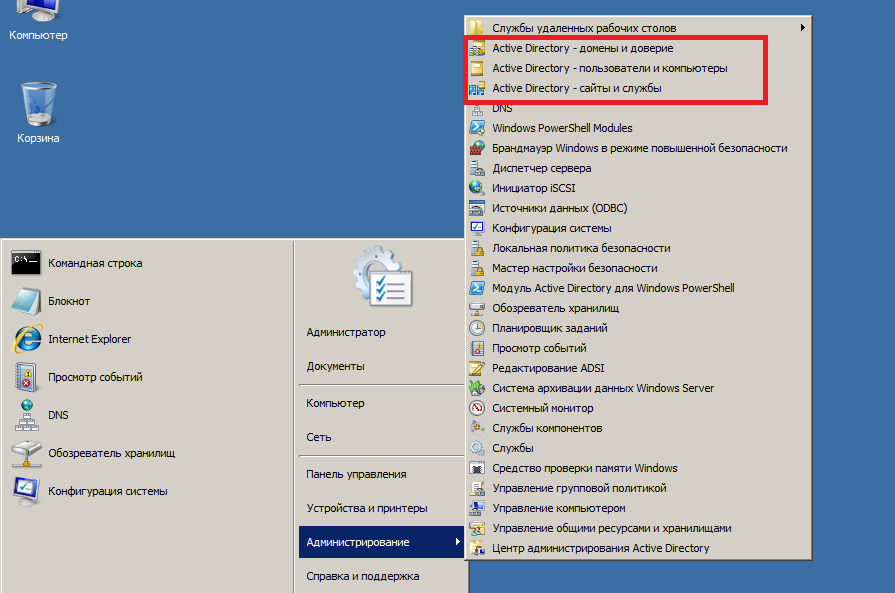 Компьютер
Корзина
Командная строка
Блокнот
Internet Explorer
Просмотр событий
DNS
Обозреватель хранилищ
Конфигурация системы
Администратор
Документы
Компьютер
Сеть
Панель управления
Устройства и принтеры
Администрирование
Справка и поддержка
Службы удаленных рабочих столов
Active Directory - домены и доверие
Active Directory - пользователи и компьютеры
Active Directory - сайты и службы
DNS
Windows PowerShell Modules
Брандмауэр Windows в режиме повышенной безопасности
Диспетчер сервера
Инициатор iSCSI
Источники данных (ODBC)
Конфигурация системы
Локальная политика безопасности
Мастер настройки безопасности
Модуль Active Directory для Windows PowerShell
Обозреватель хранилищ
Планировщик заданий
Просмотр событий
Редактирование ADSI
Система архивации данных Windows Server
Системный монитор
Службы компонентов
Службы
Средство проверки памяти Windows
Управление групповой политикой
Управление компьютером
Управление общими ресурсами и хранилищами
Центр администрирования Active Directory